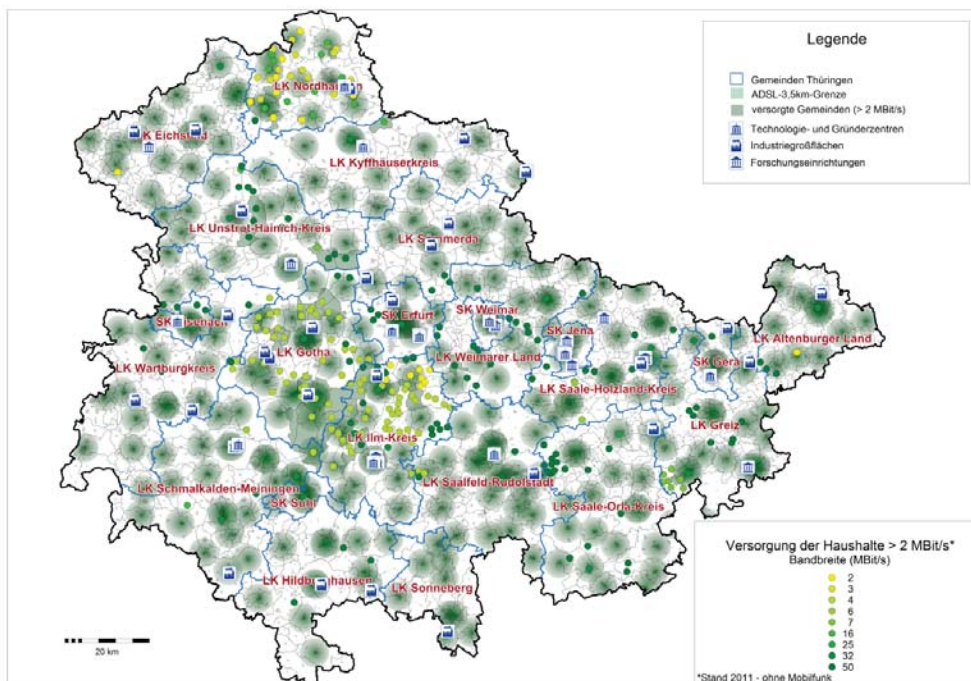 Legende
Gemeinden Thüringen
ADSL-3,5km-Grenze
versorgte Gemeinden (> 2 MBit/s)
Technologie- und Gründerzentren
Industriegroßflächen
Forschungseinrichtungen
LK Nordhausen
K Eichsfeld
LK Kyffhäuserkreis
LK Unstrut-Hainich-Kreis
LK Sömmerda
SK Eisenach
SK Erfurt
SK Weimar
SK Jena
LK Gotha
LK Weimarer Land
SK Gera
LK Altenburger Land
LK Wartburgkreis
LK Saale-Holzland-Kreis
LK Greiz
LK Ilm-Kreis
LK Schmalkalden-Meiningen
SK Suhl
LK Saalfeld-Rudolstadt
LK Saale-Orla-Kreis
LK Hildburghausen
LK Sonneberg
20 km
Versorgung der Haushalte > 2 MBit/s*
Bandbreite (MBit/s)
2
3
4
6
7
16
25
32
50
*Stand 2011 - ohne Mobilfunk